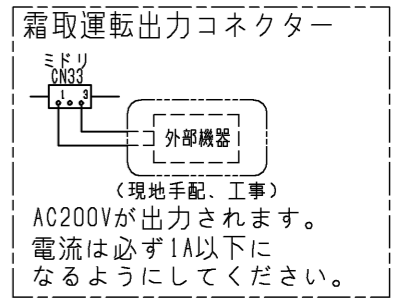 霜取運転出力コネクター
ミドリ
CN33
1 3
外部機器
(現地手配、工事)
AC200Vが出力されます。
電流は必ず1A以下に
なるようにしてください。